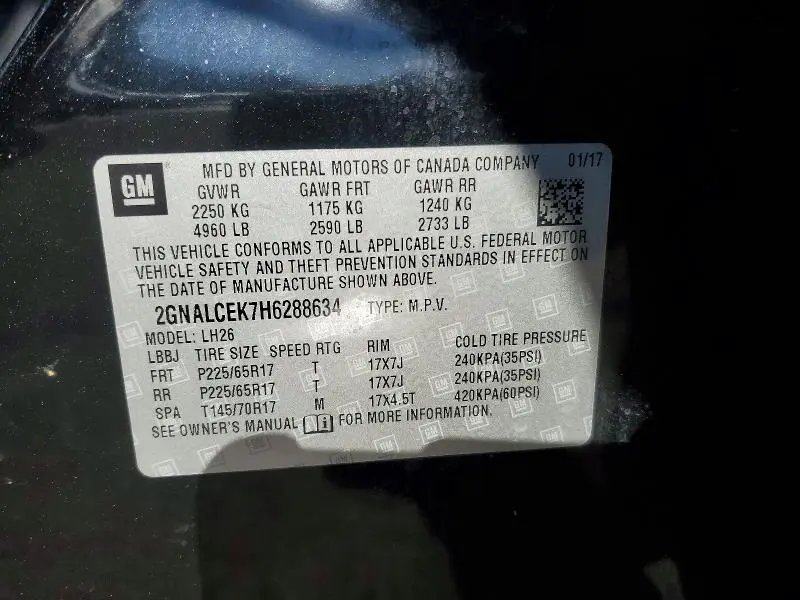 GM
MFD BY GENERAL MOTORS OF CANADA COMPANY 01/17
GVWR GAWR FRT GAWR RR
2250 KG 1175 KG 1240 KG
4960 LB 2590 LB 2733 LB
THIS VEHICLE CONFORMS TO ALL APPLICABLE U.S. FEDERAL MOTOR
VEHICLE SAFETY AND THEFT PREVENTION STANDARDS IN EFFECT ON
THE DATE OF MANUFACTURE SHOWN ABOVE.
2GNALCEK7H6288634 TYPE: M.P.V.
MODEL: LH26
LBBJ TIRE SIZE SPEED RTG RIM COLD TIRE PRESSURE
FRT P225/65R17 T 17X7J 240KPA(35PSI)
RR P225/65R17 T 17X7J 240KPA(35PSI)
SPA T145/70R17 M 17X4.5T 420KPA(60PSI)
SEE OWNER'S MANUAL FOR MORE INFORMATION.